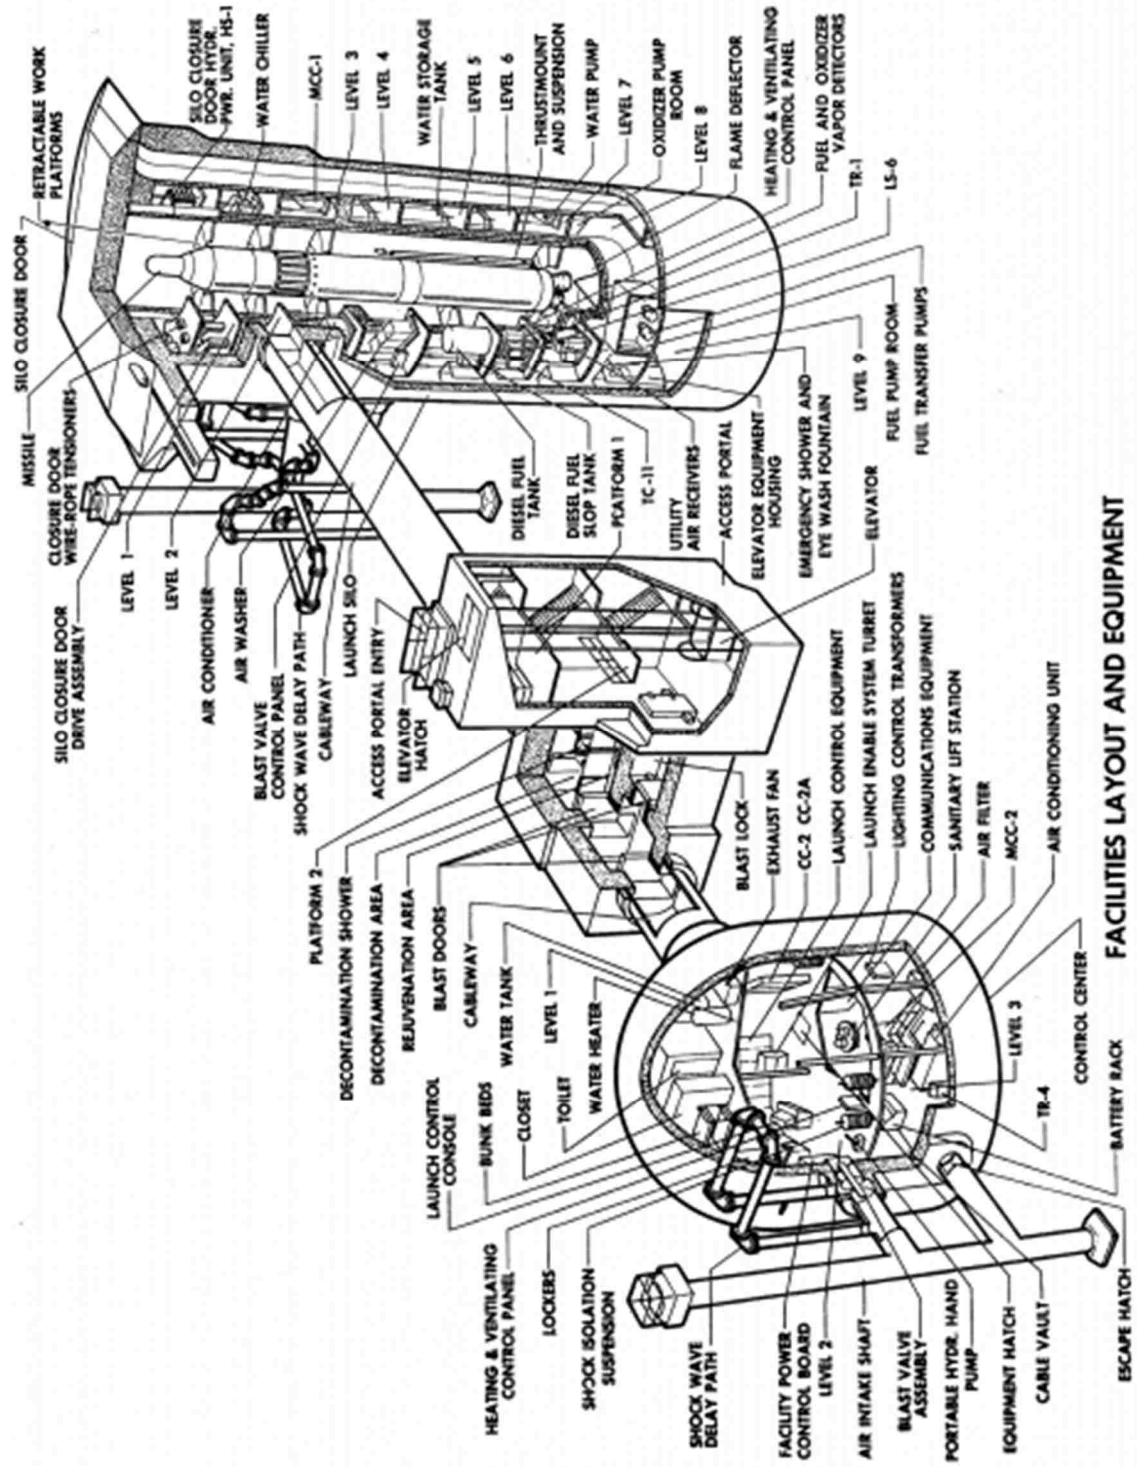 HEATING & VENTILATING
CONTROL PANEL
LOCKERS
SHOCK ISOLATION
SUSPENSION
SHOCK WAVE
DELAY PATH
FACILITY POWER
CONTROL BOARD
LEVEL 2
AIR INTAKE SHAFT
BLAST VALVE
ASSEMBLY
PORTABLE HYDR. HAND
PUMP
EQUIPMENT HATCH
CABLE VAULT
ESCAPE HATCH
LAUNCH CONTROL
CONSOLE
BUNK BEDS
CLOSET
TOILET
WATER HEATER
LEVEL 1
WATER TANK
CABLEWAY
BLAST DOORS
REJUVENATION AREA
DECONTAMINATION AREA
DECONTAMINATION SHOWER
PLATFORM 2
ELEVATOR
HATCH
ACCESS PORTAL ENTRY
LAUNCH SILO
CABLEWAY
SHOCK WAVE DELAY PATH
BLAST VALVE
CONTROL PANEL
AIR WASHER
AIR CONDITIONER
LEVEL 2
LEVEL 1
SILO CLOSURE DOOR
DRIVE ASSEMBLY
CLOSURE DOOR
WIRE-ROPE TENSIONERS
MISSILE
SILO CLOSURE DOOR
RETRACTABLE WORK
PLATFORMS
SILO CLOSURE
DOOR HYDR.
PWR. UNIT, HS-1
WATER CHILLER
MCC-1
LEVEL 3
LEVEL 4
WATER STORAGE
TANK
LEVEL 5
LEVEL 6
THRUSTMOUNT
AND SUSPENSION
WATER PUMP
LEVEL 7
OXIDIZER PUMP
ROOM
LEVEL 8
FLAME DEFLECTOR
HEATING & VENTILATING
CONTROL PANEL
FUEL AND OXIDIZER
VAPOR DETECTORS
TR-1
LS-6
FUEL TRANSFER PUMPS
FUEL PUMP ROOM
LEVEL 9
EMERGENCY SHOWER AND
EYE WASH FOUNTAIN
ELEVATOR EQUIPMENT
HOUSING
ACCESS PORTAL
UTILITY
AIR RECEIVERS
TC-11
PCATFORM 1
DIESEL FUEL
SLOP TANK
DIESEL FUEL
TANK
ELEVATOR
BLAST LOCK
EXHAUST FAN
CC-2 CC-2A
LAUNCH CONTROL EQUIPMENT
LAUNCH ENABLE SYSTEM TURRET
LIGHTING CONTROL TRANSFORMERS
COMMUNICATIONS EQUIPMENT
SANITARY LIFT STATION
AIR FILTER
MCC-2
AIR CONDITIONING UNIT
CONTROL CENTER
LEVEL 3
TR-4
BATTERY RACK
FACILITIES LAYOUT AND EQUIPMENT